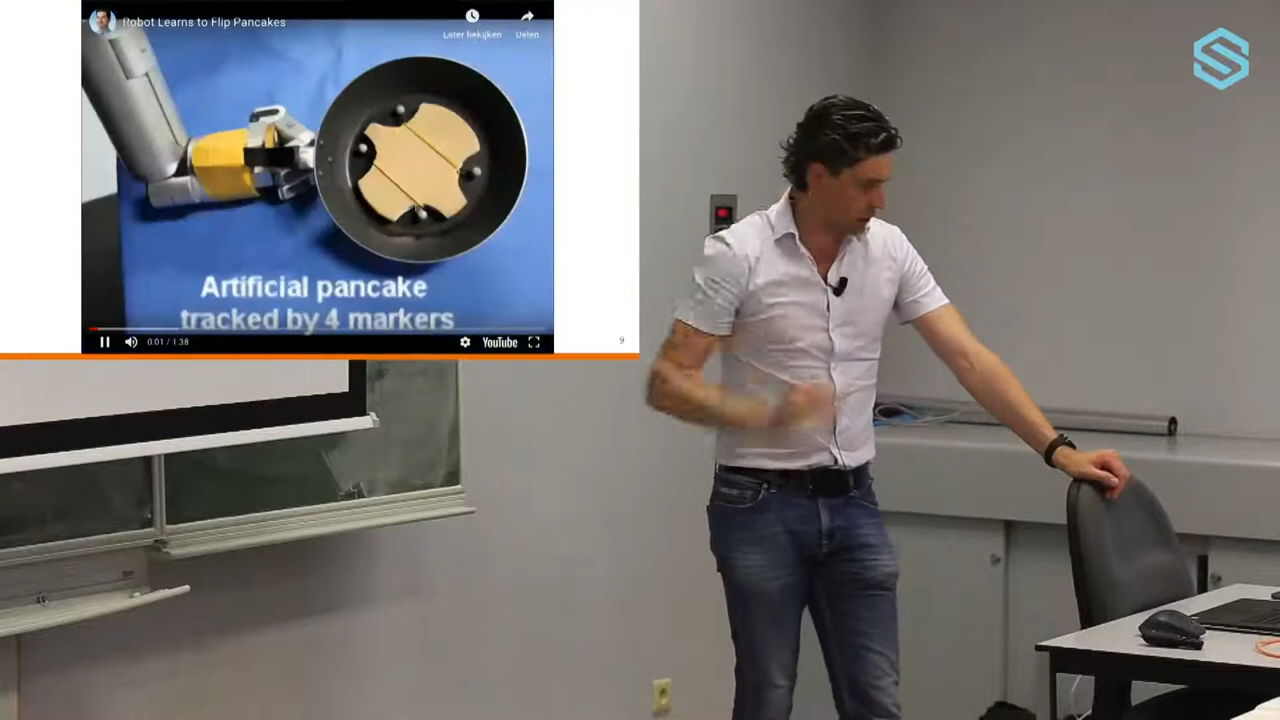 Robot Learns to Flip Pancakes
Later bekijken
Delen
Artificial pancake
tracked by 4 markers
0:01 / 1:38
YouTube
9